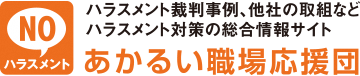 NO
ハラスメント
ハラスメント裁判事例、他社の取組など
ハラスメント対策の総合情報サイト
あかるい職場応援団